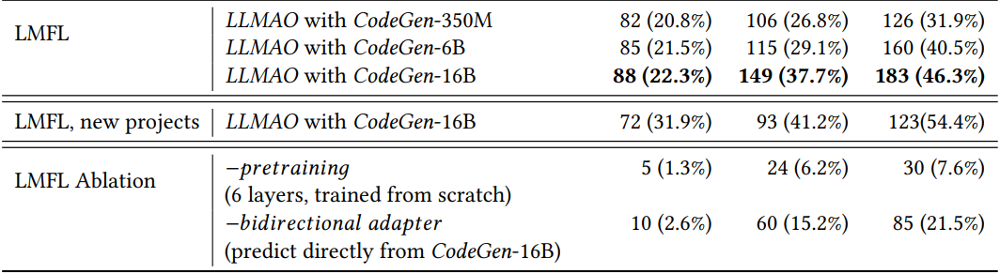 LMFL LLMAO with CodeGen-350M 82 (20.8%) 106 (26.8%) 126 (31.9%)
LLMAO with CodeGen-6B 85 (21.5%) 115 (29.1%) 160 (40.5%)
LLMAO with CodeGen-16B 88 (22.3%) 149 (37.7%) 183 (46.3%)
LMFL, new projects LLMAO with CodeGen-16B 72 (31.9%) 93 (41.2%) 123(54.4%)
LMFL Ablation −pretraining 5 (1.3%) 24 (6.2%) 30 (7.6%)
(6 layers, trained from scratch)
−bidirectional adapter 10 (2.6%) 60 (15.2%) 85 (21.5%)
(predict directly from CodeGen-16B)